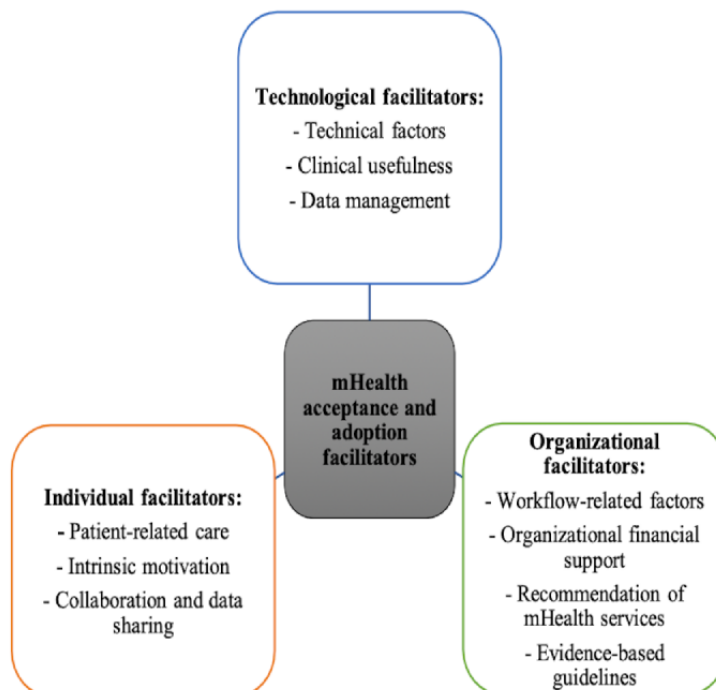 Technological facilitators:
- Technical factors
- Clinical usefulness
- Data management
mHealth
acceptance and
adoption
facilitators
Individual facilitators:
- Patient-related care
- Intrinsic motivation
- Collaboration and data
sharing
Organizational
facilitators:
- Workflow-related factors
- Organizational financial
support
- Recommendation of
mHealth services
- Evidence-based
guidelines